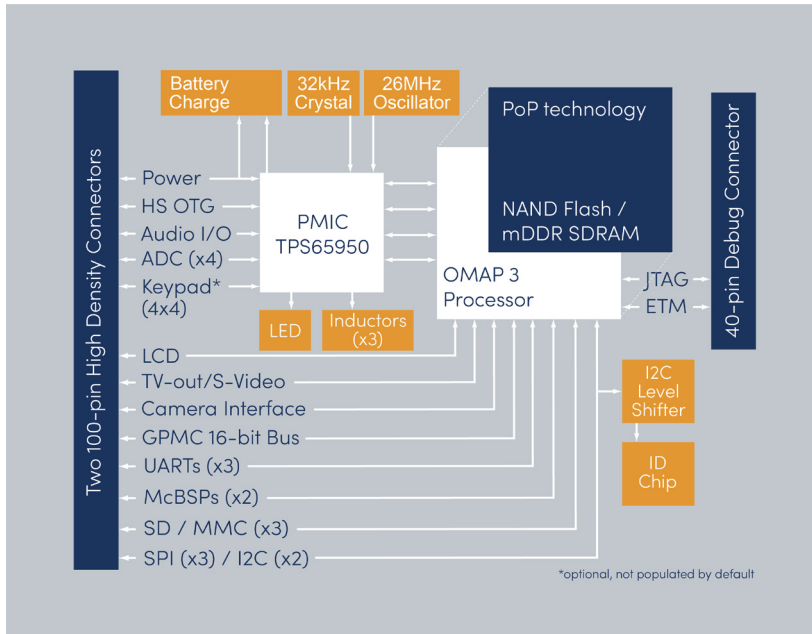 Battery
Charge
32kHz
Crystal
26MHz
Oscillator
PoP technology
NAND Flash /
mDDR SDRAM
Two 100-pin High Density Connectors
Power
HS OTG
Audio I/O
ADC (x4)
Keypad*
(4x4)
PMIC
TPS65950
OMAP 3
Processor
JTAG
ETM
40-pin Debug Connector
LED
Inductors
(x3)
LCD
TV-out/S-Video
Camera Interface
GPMC 16-bit Bus
UARTs (x3)
McBSPs (x2)
SD / MMC (x3)
SPI (x3) / I2C (x2)
I2C
Level
Shifter
ID
Chip
*optional, not populated by default